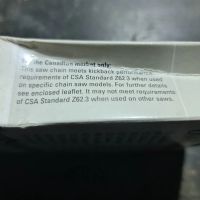 the Canadian market only:
This saw chain meets kickback performance
requirements of CSA Standard Z62.3 when used
on specific chain saw models. For further details
see enclosed leaflet. It may not meet requirements
of CSA Standard Z62.3 when used on other saws.